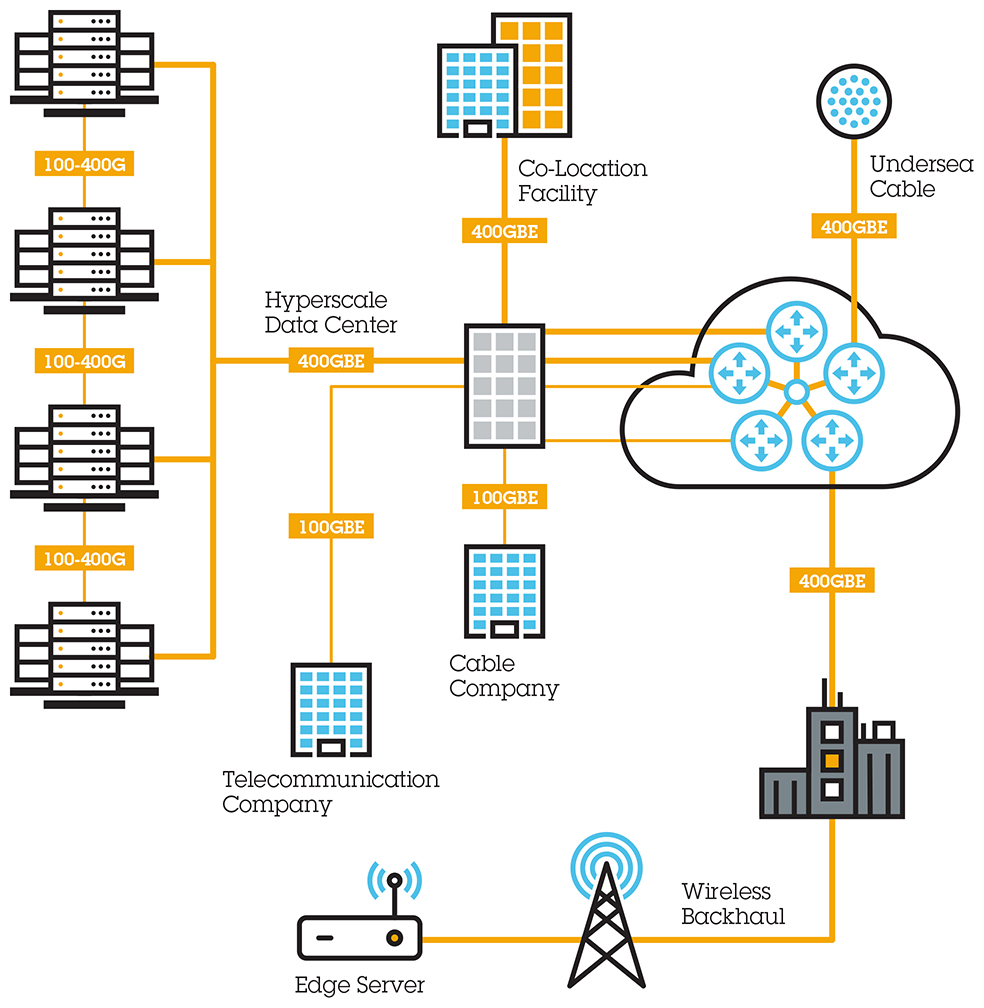 100-400G
100-400G
100-400G
Co-Location
Facility
400GBE
Undersea
Cable
400GBE
Hyperscale
Data Center
400GBE
100GBE
100GBE
400GBE
Cable
Company
Telecommunication
Company
Wireless
Backhaul
Edge Server